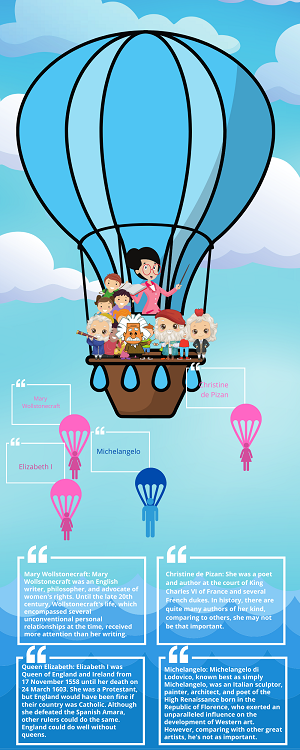 Mary
Wollstonecraft
Christine
de Pizan
Elizabeth I
Michelangelo
Mary Wollstonecraft: Mary
Wollstonecraft was an English
writer, philosopher, and advocate of
women's rights. Until the late 20th
century, Wollstonecraft's life, which
encompassed several
unconventional personal
relationships at the time, received
more attention than her writing.
Christine de Pizan: She was a poet
and author at the court of King
Charles VI of France and several
French dukes. In history, there are
quite many authors of her kind,
comparing to others, she may not
be that important.
Queen Elizabeth: Elizabeth I was
Queen of England and Ireland from
17 November 1558 until her death on
24 March 1603. She was a Protestant,
but England would have been fine if
their country was Catholic. Although
she defeated the Spanish Amara,
other rulers could do the same.
England could do well without
queens.
Michelangelo: Michelangelo di
Lodovico, known best as simply
Michelangelo, was an Italian sculptor,
painter, architect, and poet of the
High Renaissance born in the
Republic of Florence, who exerted
an unparalleled influence on the
development of Western art.
However, comparing with other great
artists, he's not as important.